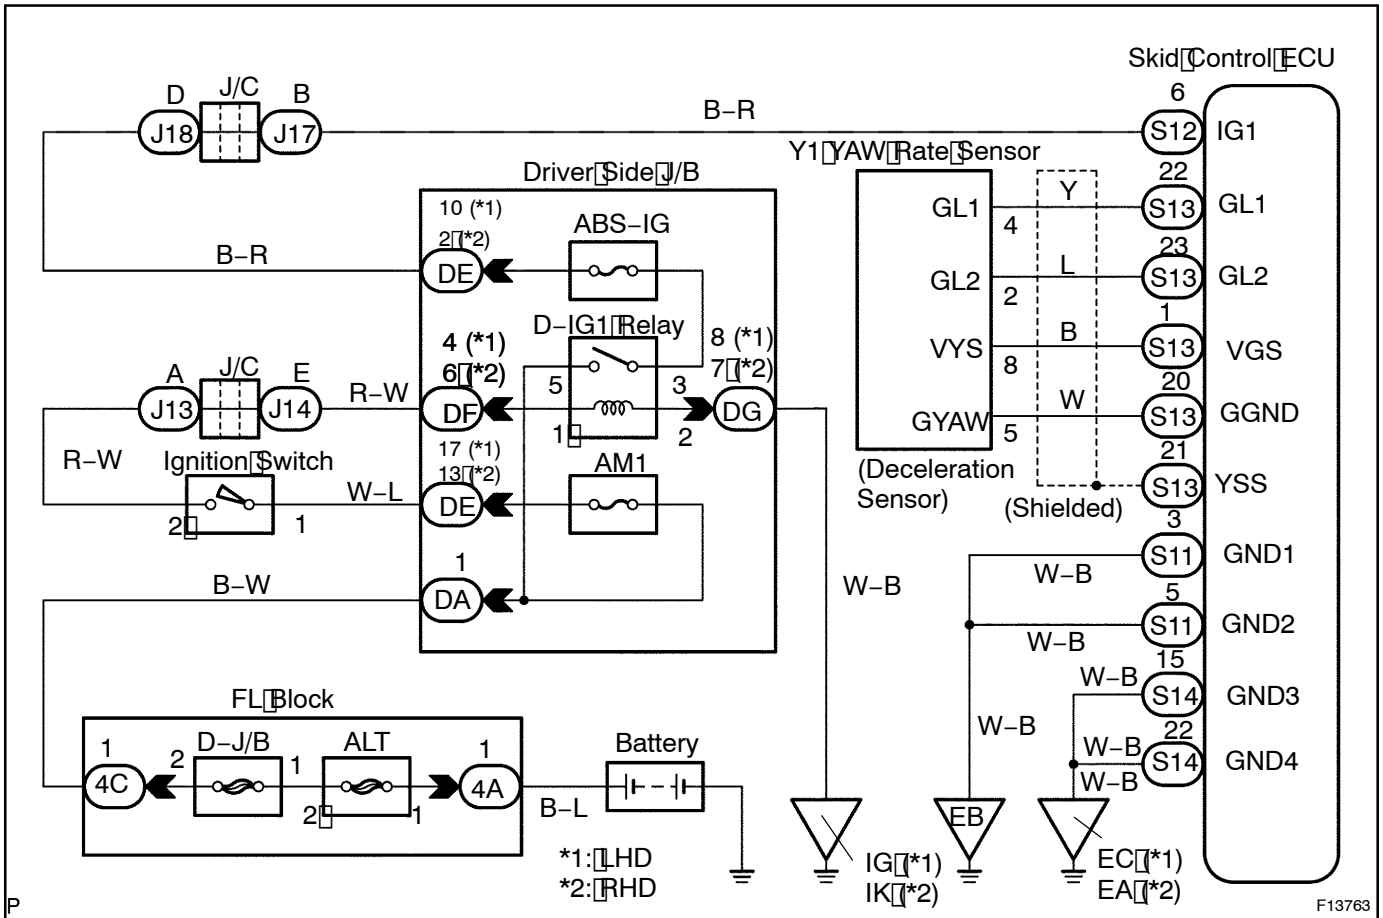 Skid Control ECU
D J/C B
J18 J17
B-R
6
S12 IG1
Y1 YAW Rate Sensor
Driver Side J/B
10 (*1)
2 (*2)
ABS-IG
B-R
DE
GL1
4
Y
22
S13 GL1
GL2
2
L
23
S13 GL2
D-IG1 Relay
4 (*1)
6 (*2)
8 (*1)
7 (*2)
VYS
8
B
1
S13 VGS
A J/C E
J13 J14
R-W
DF
5
3
1
2
DG
GYAW
5
W
20
S13 GGND
R-W
Ignition Switch
2
1
W-L
17 (*1)
13 (*2)
DE
AM1
(Deceleration
Sensor)
(Shielded)
21
S13 YSS
3
S11 GND1
W-B
B-W
1
DA
W-B
5
S11 GND2
W-B
15
W-B
S14 GND3
W-B
22
W-B
S14 GND4
W-B
FL Block
1
4C
2
D-J/B
1
ALT
2
1
1
4A
B-L
Battery
*1: LHD
*2: RHD
IG (*1)
IK (*2)
EB
EC (*1)
EA (*2)
P
F13763